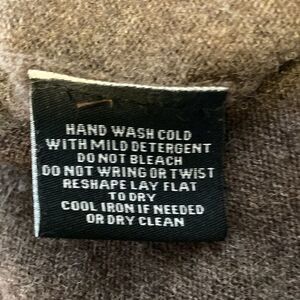 HAND WASH COLD
WITH MILD DETERGENT
DO NOT BLEACH
DO NOT WRING OR TWIST
RESHAPE LAY FLAT
TO DRY
COOL IRON IF NEEDED
OR DRY CLEAN